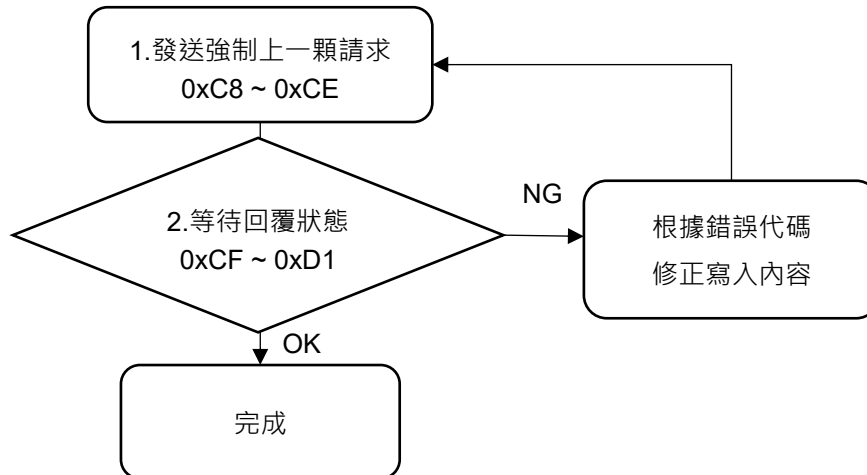 1.發送強制上一顆請求
0xC8 ~ 0xCE
2.等待回覆狀態
0xCF ~ 0xD1
NG
根據錯誤代碼
修正寫入內容
OK
完成